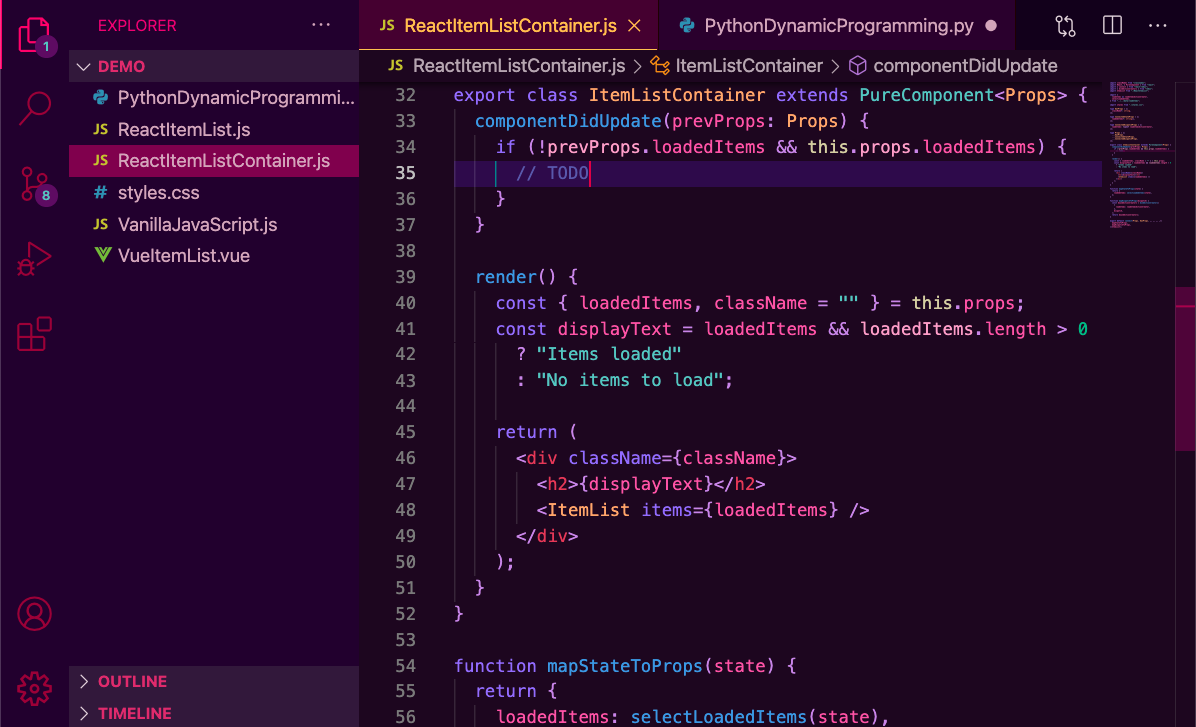 EXPLORER
1
DEMO
PythonDynamicProgrammi...
JS ReactItemList.js
JS ReactItemListContainer.js
# styles.css
8
JS VanillaJavaScript.js
VueItemList.vue
OUTLINE
TIMELINE
JS ReactItemListContainer.js
PythonDynamicProgramming.py
JS ReactItemListContainer.js > ItemListContainer > componentDidUpdate
32 export class ItemListContainer extends PureComponent<Props> {
33   componentDidUpdate(prevProps: Props) {
34     if (!prevProps.loadedItems && this.props.loadedItems) {
35       // TODO
36     }
37   }
38
39   render() {
40     const { loadedItems, className = "" } = this.props;
41     const displayText = loadedItems && loadedItems.length > 0
42       ? "Items loaded"
43       : "No items to load";
44
45     return (
46       <div className={className}>
47         <h2>{displayText}</h2>
48         <ItemList items={loadedItems} />
49       </div>
50     );
51   }
52 }
53
54 function mapStateToProps(state) {
55   return {
56     loadedItems: selectLoadedItems(state),